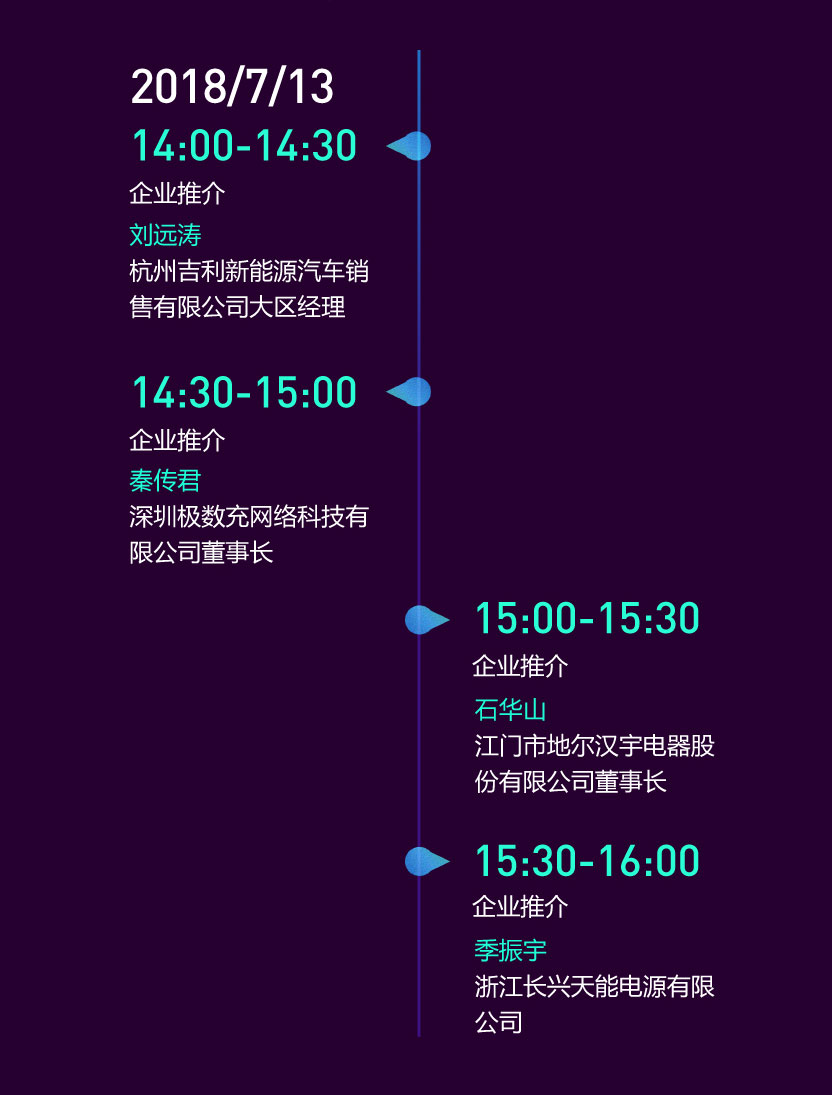 2018/7/13
14:00-14:30
企业推介
刘远涛
杭州吉利新能源汽车销
售有限公司大区经理
14:30-15:00
企业推介
秦传君
深圳极数充网络科技有
限公司董事长
15:00-15:30
企业推介
石华山
江门市地尔汉宇电器股
份有限公司董事长
15:30-16:00
企业推介
季振宇
浙江长兴天能电源有限
公司